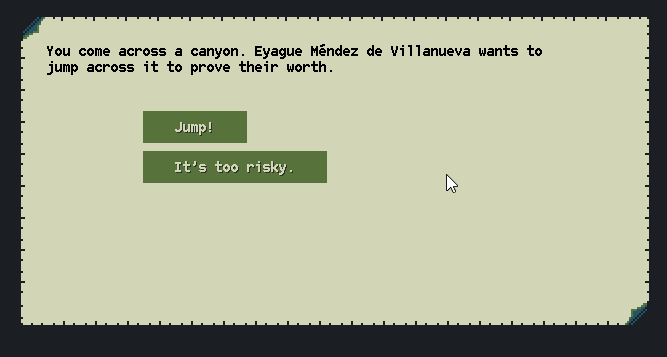 You come across a canyon. Eyague Méndez de Villanueva wants to
jump across it to prove their worth.
Jump!
It's too risky.